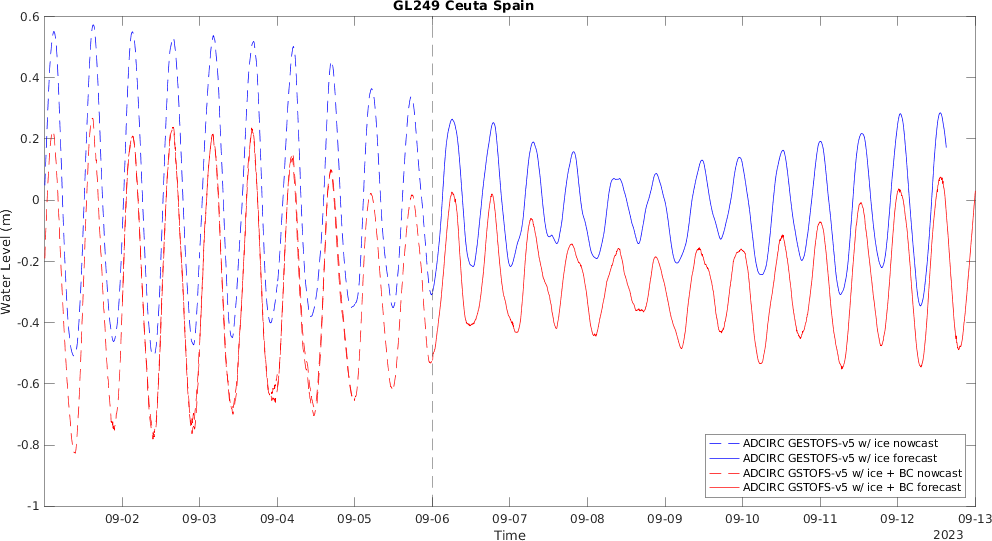 GL249 Ceuta Spain
0.6
0.4
0.2
0
-0.2
-0.4
-0.6
-0.8
-1
Water Level (m)
ADCIRC GESTOFS-v5 w/ ice nowcast
ADCIRC GESTOFS-v5 w/ ice forecast
ADCIRC GSTOFS-v5 w/ ice + BC nowcast
ADCIRC GSTOFS-v5 w/ ice + BC forecast
09-02 09-03 09-04 09-05 09-06 09-07 09-08 09-09 09-10 09-11 09-12 09-13
Time
2023